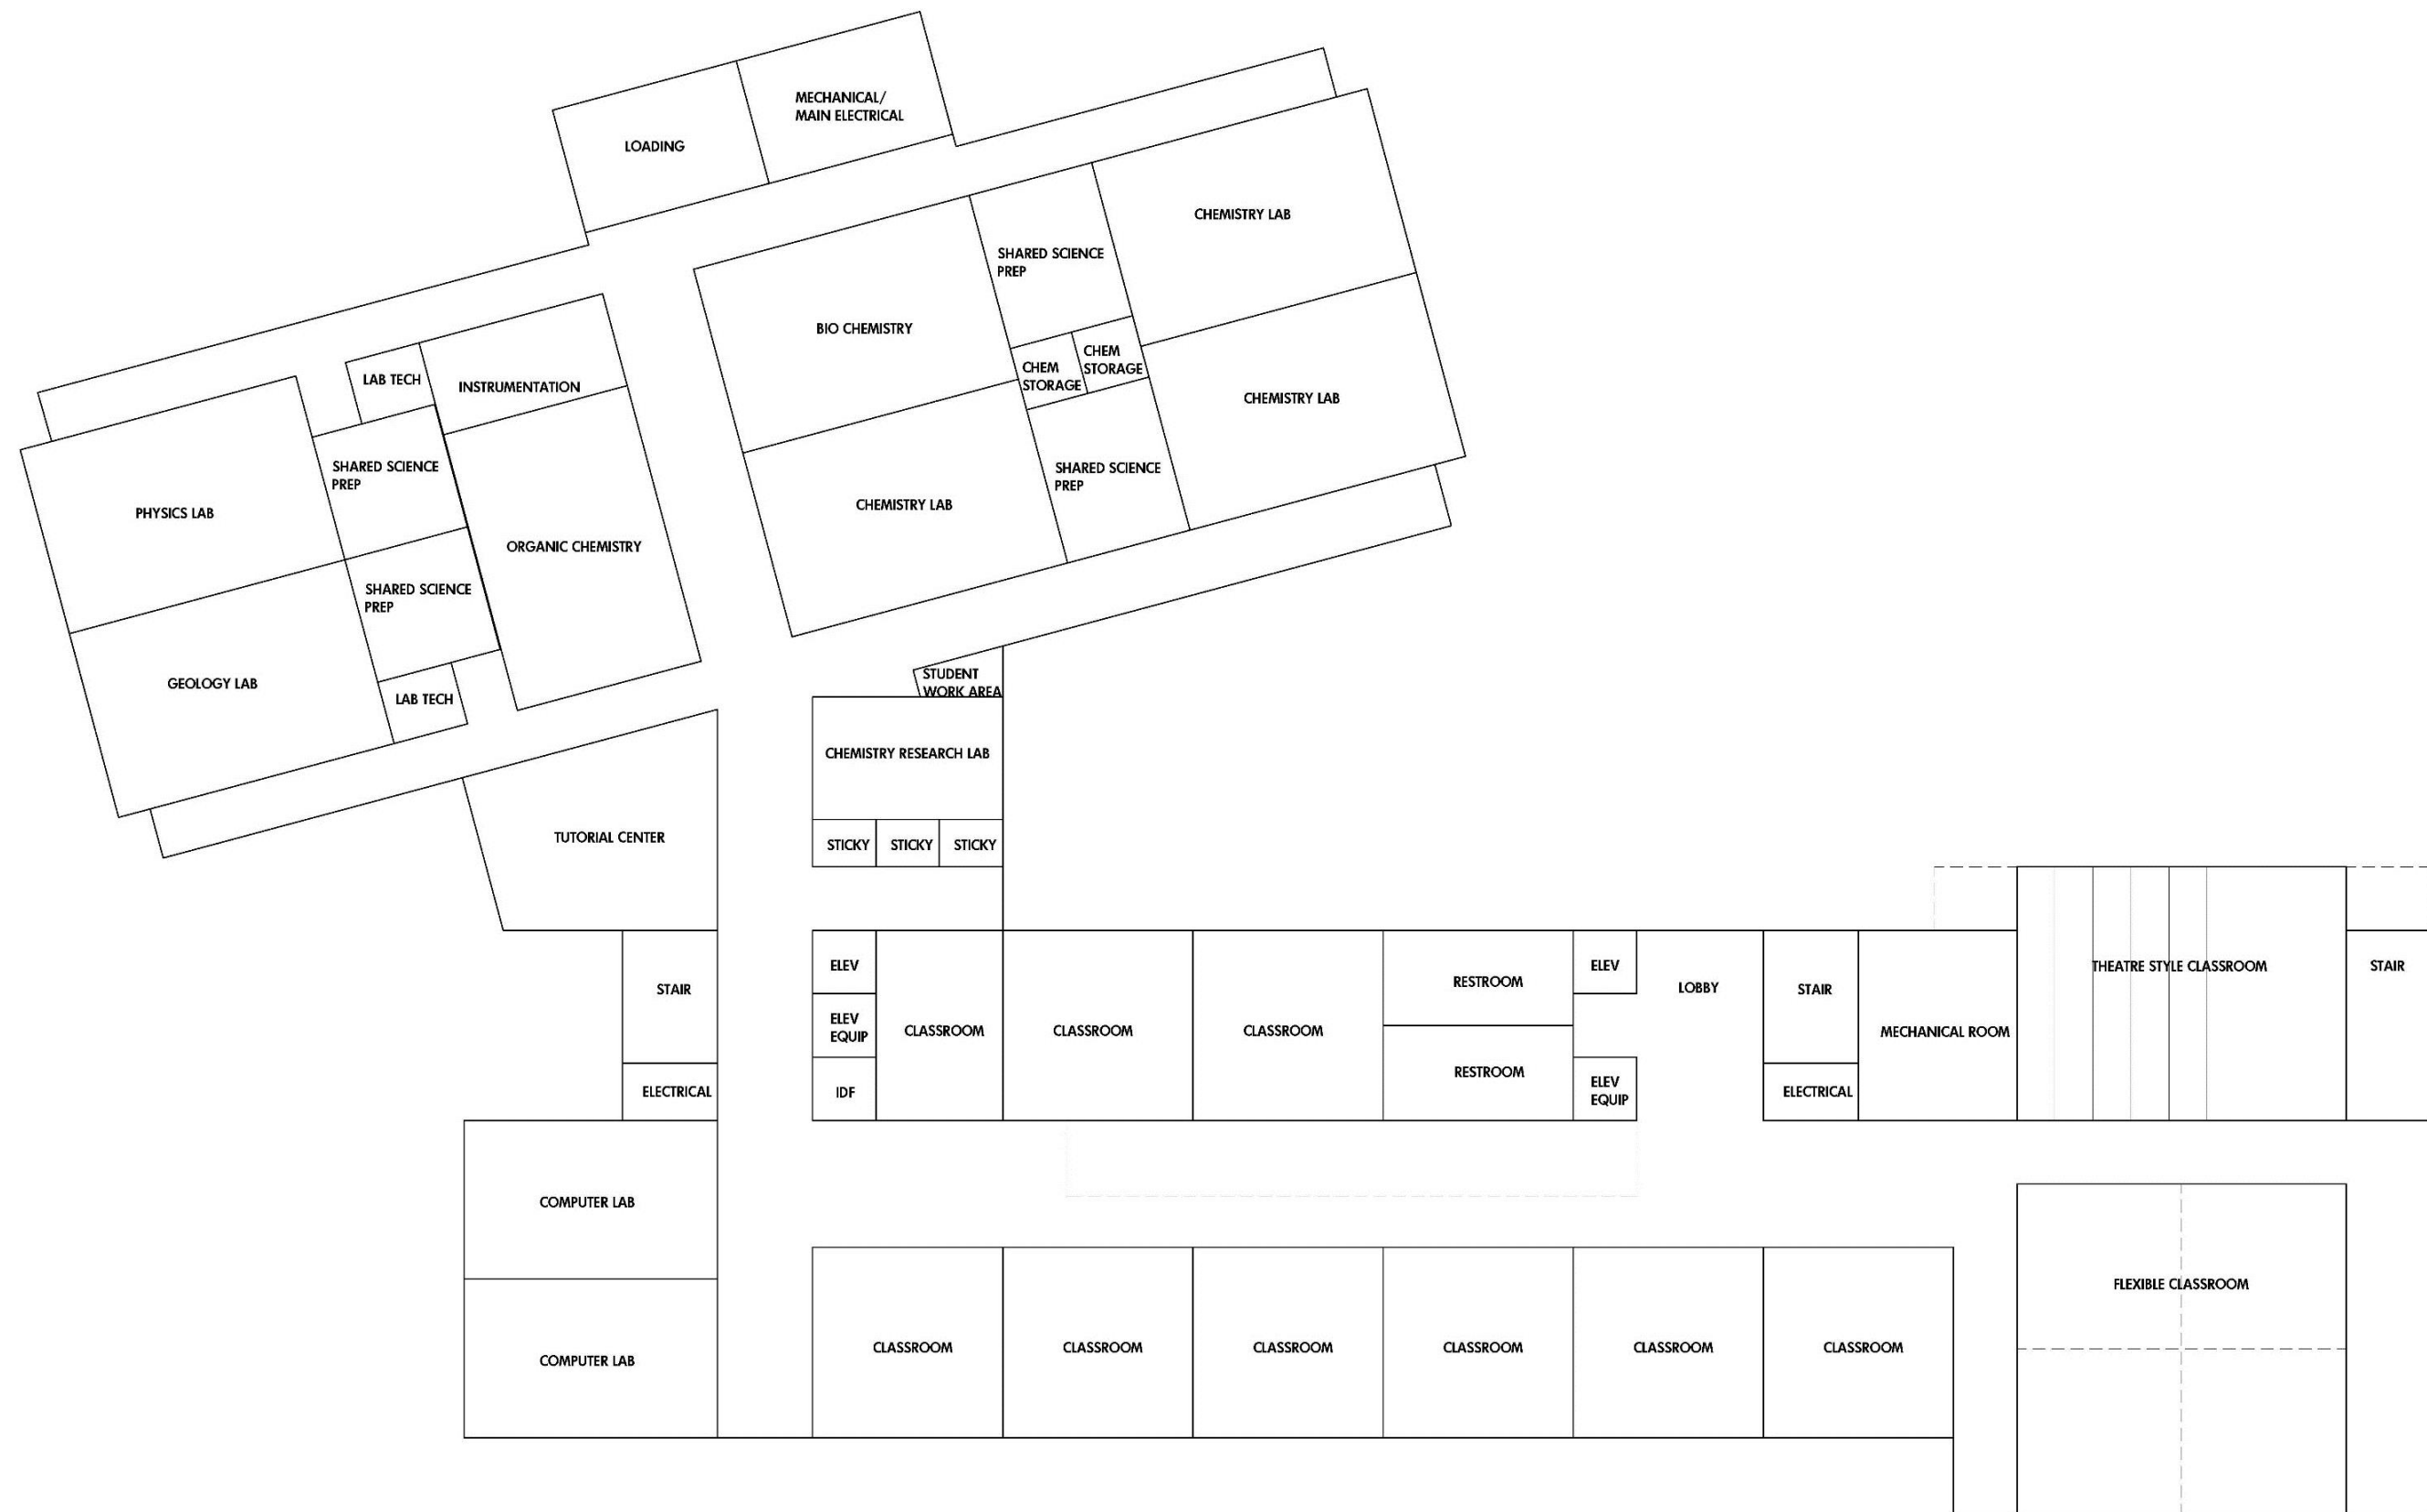 MECHANICAL/
MAIN ELECTRICAL
LOADING
CHEMISTRY LAB
SHARED SCIENCE
PREP
BIO CHEMISTRY
CHEM
STORAGE
CHEM
STORAGE
CHEMISTRY LAB
LAB TECH
INSTRUMENTATION
SHARED SCIENCE
PREP
SHARED SCIENCE
PREP
CHEMISTRY LAB
PHYSICS LAB
ORGANIC CHEMISTRY
SHARED SCIENCE
PREP
GEOLOGY LAB
LAB TECH
STUDENT
WORK AREA
CHEMISTRY RESEARCH LAB
TUTORIAL CENTER
STICKY
STICKY
STICKY
STAIR
ELEV
ELEV
EQUIP
IDF
CLASSROOM
CLASSROOM
CLASSROOM
RESTROOM
RESTROOM
ELEV
ELEV
EQUIP
LOBBY
STAIR
MECHANICAL ROOM
THEATRE STYLE CLASSROOM
STAIR
ELECTRICAL
ELECTRICAL
COMPUTER LAB
FLEXIBLE CLASSROOM
COMPUTER LAB
CLASSROOM
CLASSROOM
CLASSROOM
CLASSROOM
CLASSROOM
CLASSROOM